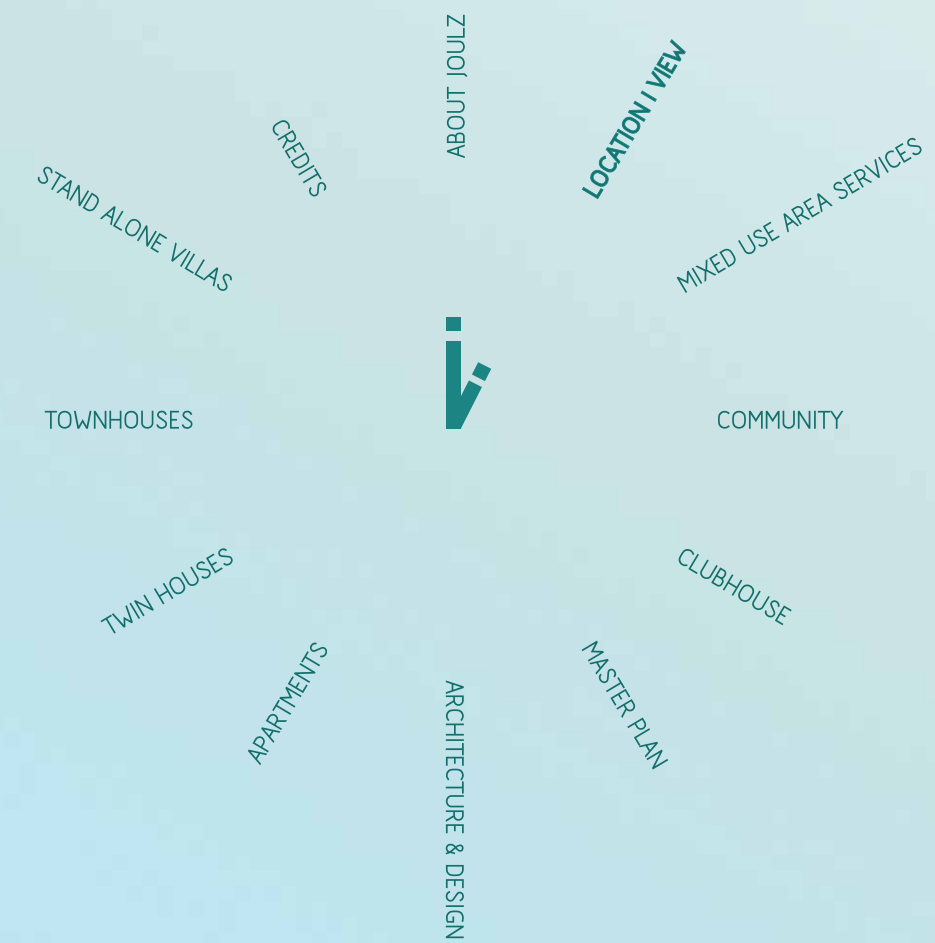 ABOUT JOULZ
LOCATION I VIEW
MIXED USE AREA SERVICES
COMMUNITY
CLUBHOUSE
MASTER PLAN
ARCHITECTURE & DESIGN
APARTMENTS
TWIN HOUSES
TOWNHOUSES
STAND ALONE VILLAS
CREDITS